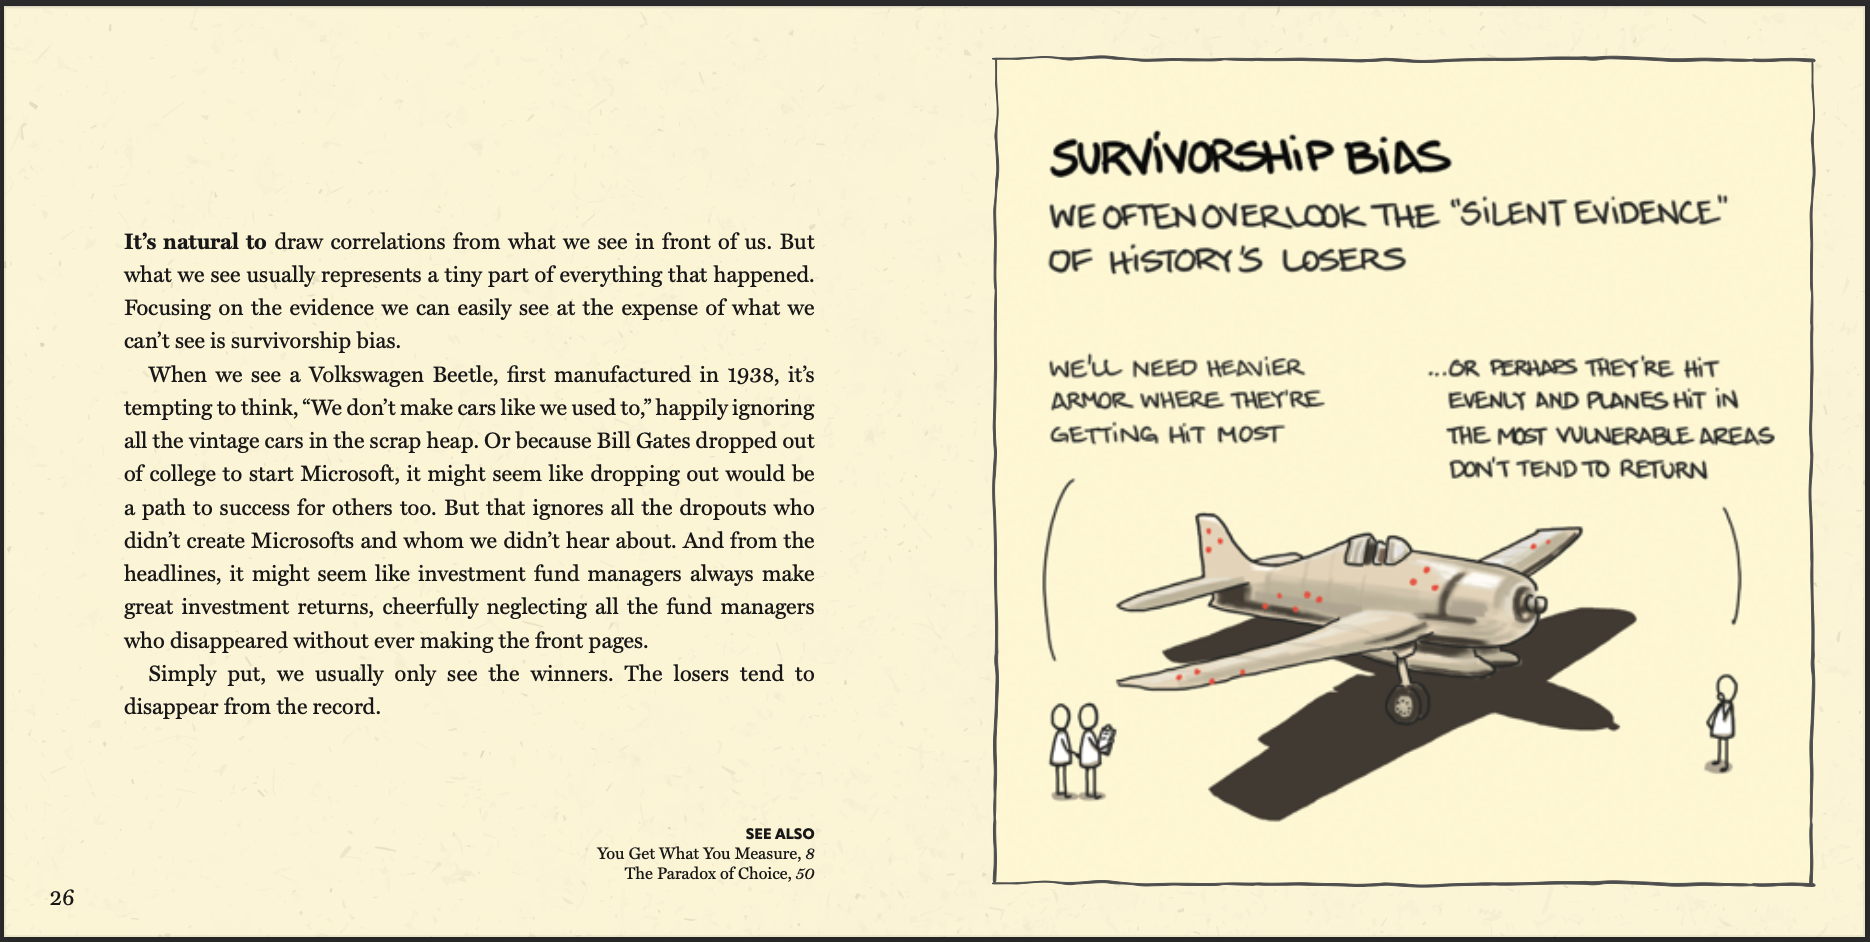 It's natural to draw correlations from what we see in front of us. But
what we see usually represents a tiny part of everything that happened.
Focusing on the evidence we can easily see at the expense of what we
can't see is survivorship bias.
When we see a Volkswagen Beetle, first manufactured in 1938, it's
tempting to think, “We don't make cars like we used to,” happily ignoring
all the vintage cars in the scrap heap. Or because Bill Gates dropped out
of college to start Microsoft, it might seem like dropping out would be
a path to success for others too. But that ignores all the dropouts who
didn't create Microsofts and whom we didn't hear about. And from the
headlines, it might seem like investment fund managers always make
great investment returns, cheerfully neglecting all the fund managers
who disappeared without ever making the front pages.
Simply put, we usually only see the winners. The losers tend to
disappear from the record.
SEE ALSO
You Get What You Measure, 8
The Paradox of Choice, 50
26
SURVIVORSHIP BIAS
WE OFTEN OVERLOOK THE "SILENT EVIDENCE"
OF HISTORY'S LOSERS
WE'LL NEED HEAVIER
ARMOR WHERE THEY'RE
GETTING HIT MOST
...OR PERHAPS THEY'RE HIT
EVENLY AND PLANES HIT IN
THE MOST VULNERABLE AREAS
DON'T TEND TO RETURN